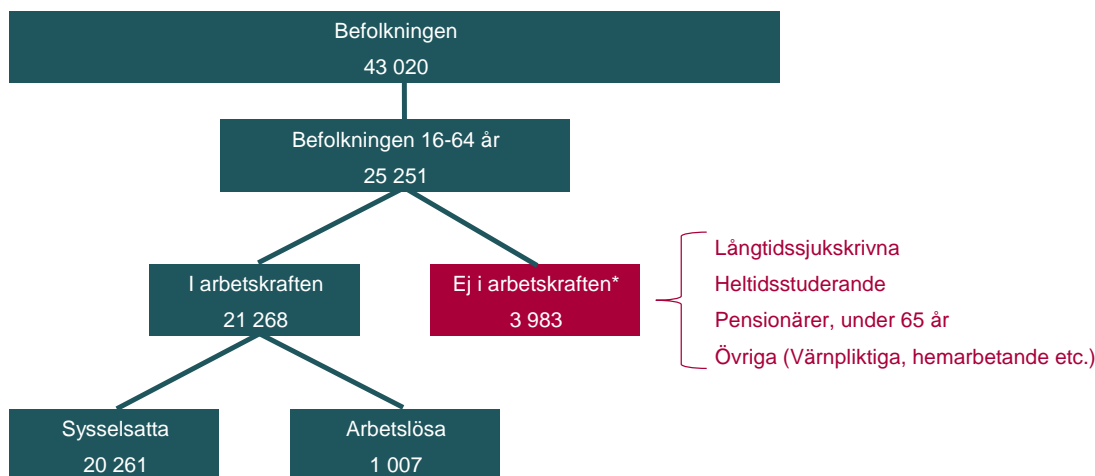 Befolkningen
43 020
Befolkningen 16-64 år
25 251
I arbetskraften
21 268
Ej i arbetskraften*
3 983
Långtidssjukskrivna
Heltidsstuderande
Pensionärer, under 65 år
Övriga (Värnpliktiga, hemarbetande etc.)
Sysselsatta
20 261
Arbetslösa
1 007